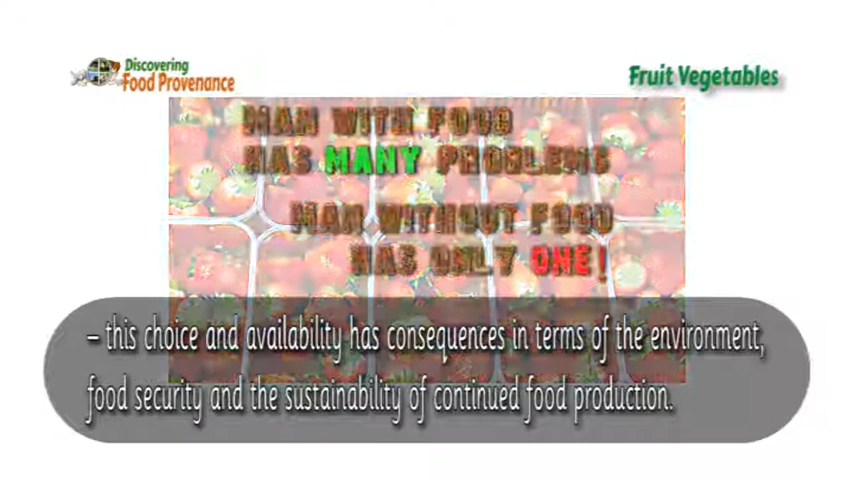 Discovering
Food Provenance
Fruit Vegetables
MAN WITH FOOD
HAS MANY PROBLEMS
MAN WITHOUT FOOD
HAS ONLY ONE!
– this choice and availability has consequences in terms of the environment,
food security and the sustainability of continued food production.